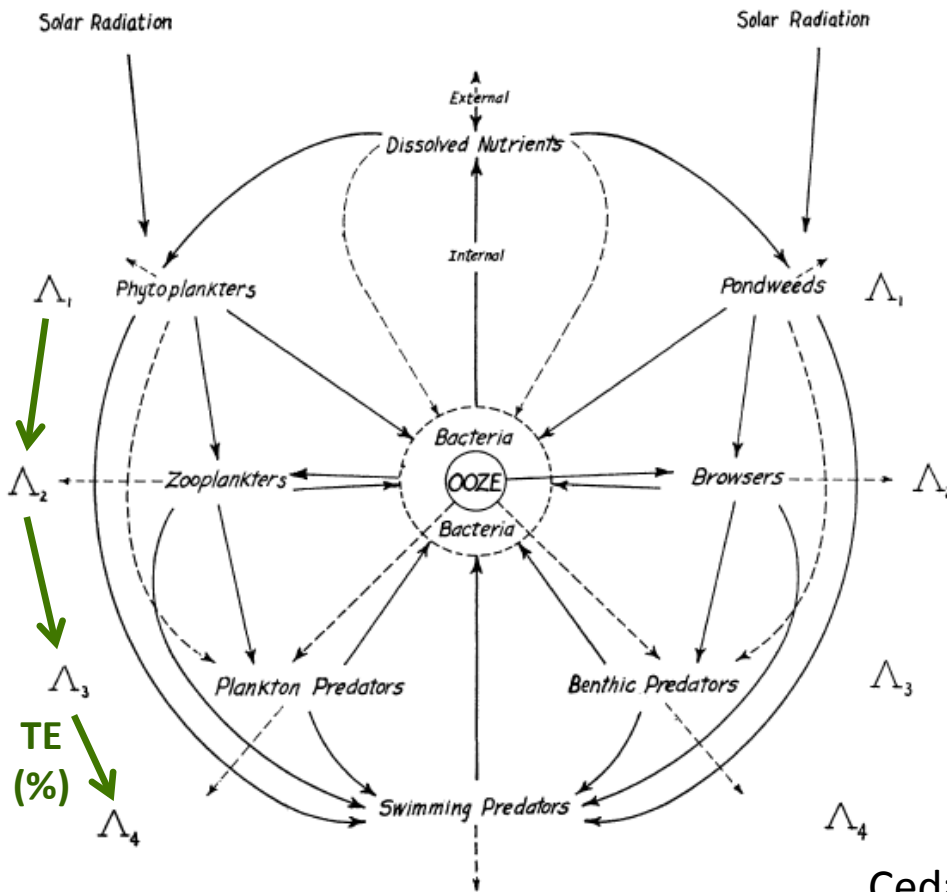 Solar Radiation
Solar Radiation
External
Dissolved Nutrients
Internal
Λ₁
Phytoplankters
Pondweeds
Λ₁
Bacteria
Λ₂
Zooplankters
OOZE
Browsers
Λ₂
Bacteria
Λ₃
Plankton Predators
Benthic Predators
Λ₃
TE
(%)
Swimming Predators
Λ₄
Λ₄